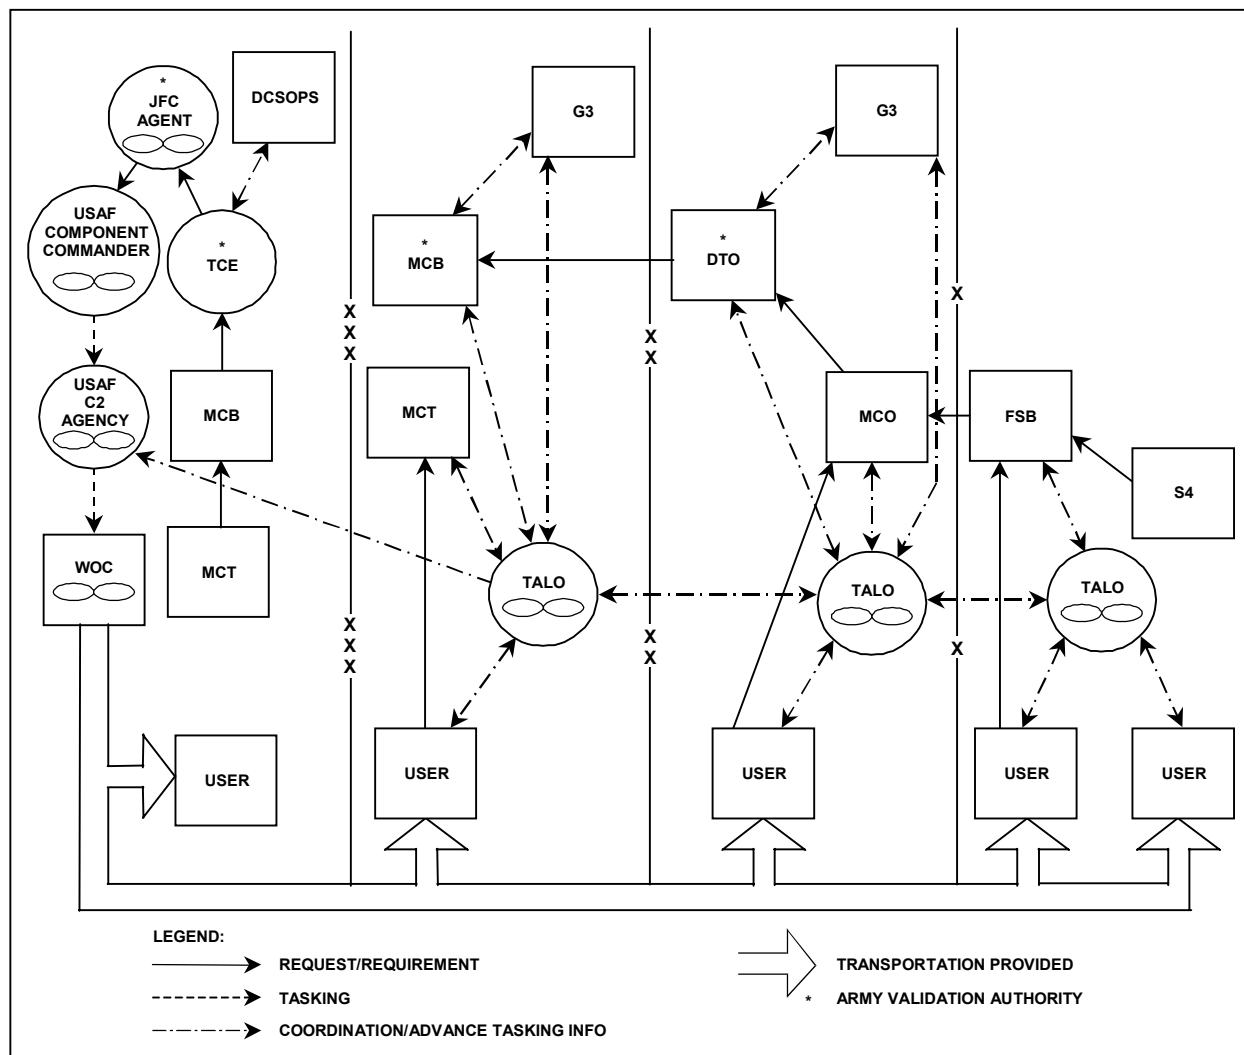 *
JFC
AGENT
DCSOPS
G3
G3
USAF
COMPONENT
COMMANDER
*
TCE
*
MCB
*
DTO
X
X
X
X
X
X
USAF
C2
AGENCY
MCB
MCT
MCO
FSB
S4
WOC
MCT
TALO
TALO
TALO
X
X
X
X
X
X
USER
USER
USER
USER
USER
LEGEND:
REQUEST/REQUIREMENT
TASKING
COORDINATION/ADVANCE TASKING INFO
TRANSPORTATION PROVIDED
* ARMY VALIDATION AUTHORITY